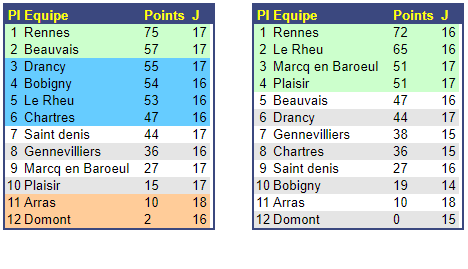 Pl Equipe Points J
1 Rennes 75 17
2 Beauvais 57 17
3 Drancy 55 17
4 Bobigny 54 16
5 Le Rheu 53 16
6 Chartres 47 16
7 Saint denis 44 17
8 Gennevilliers 36 16
9 Marcq en Baroeul 27 17
10 Plaisir 15 17
11 Arras 10 18
12 Domont 2 16
Pl Equipe Points J
1 Rennes 72 16
2 Le Rheu 65 16
3 Marcq en Baroeul 51 17
4 Plaisir 51 17
5 Beauvais 47 16
6 Drancy 44 17
7 Gennevilliers 38 15
8 Chartres 36 15
9 Saint denis 27 16
10 Bobigny 19 14
11 Arras 10 18
12 Domont 0 15